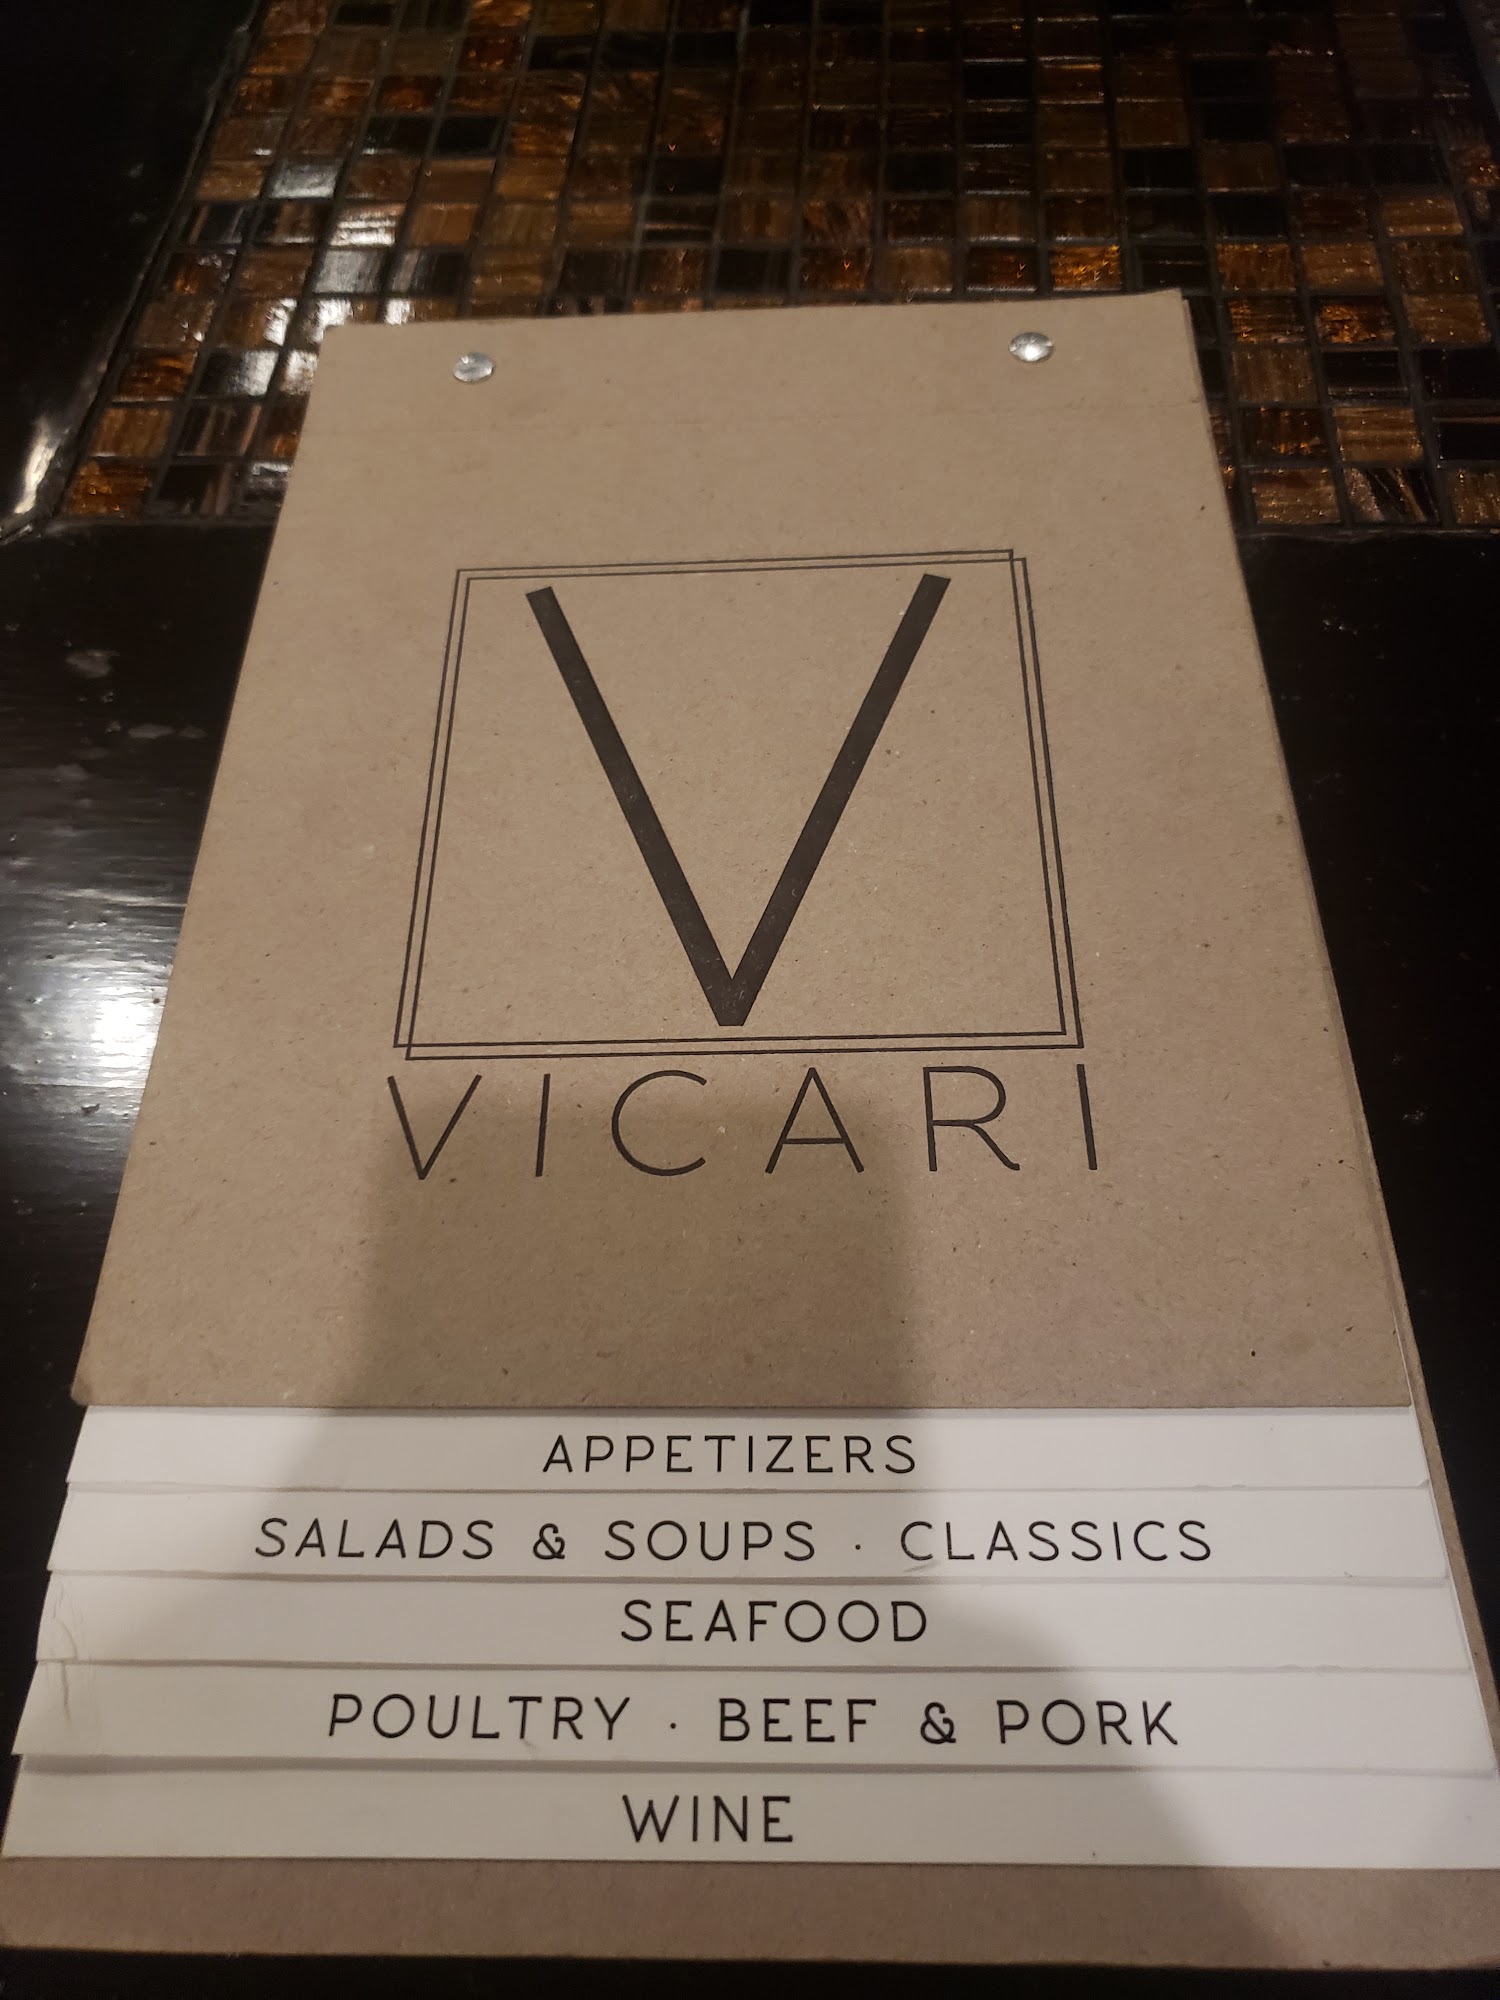 V
VICARI
APPETIZERS
SALADS & SOUPS · CLASSICS
SEAFOOD
POULTRY · BEEF & PORK
WINE